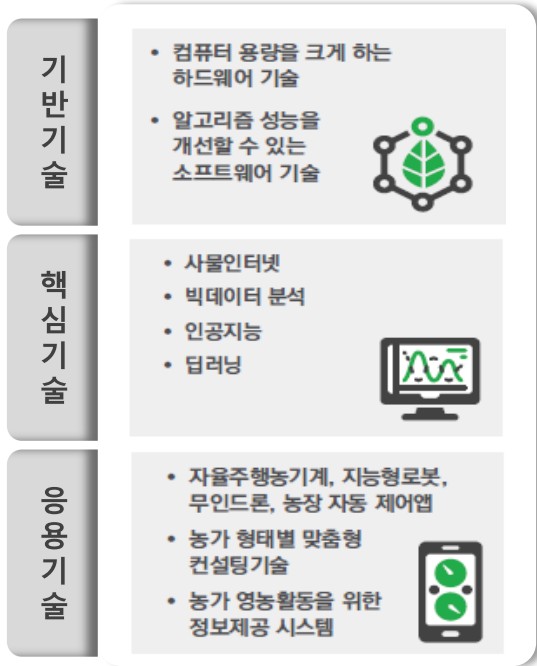 기반기술
• 컴퓨터 용량을 크게 하는
하드웨어 기술
• 알고리즘 성능을
개선할 수 있는
소프트웨어 기술
핵심기술
• 사물인터넷
• 빅데이터 분석
• 인공지능
• 딥러닝
응용기술
• 자율주행농기계, 지능형로봇,
무인드론, 농장 자동 제어앱
• 농가 형태별 맞춤형
컨설팅기술
• 농가 영농활동을 위한
정보제공 시스템